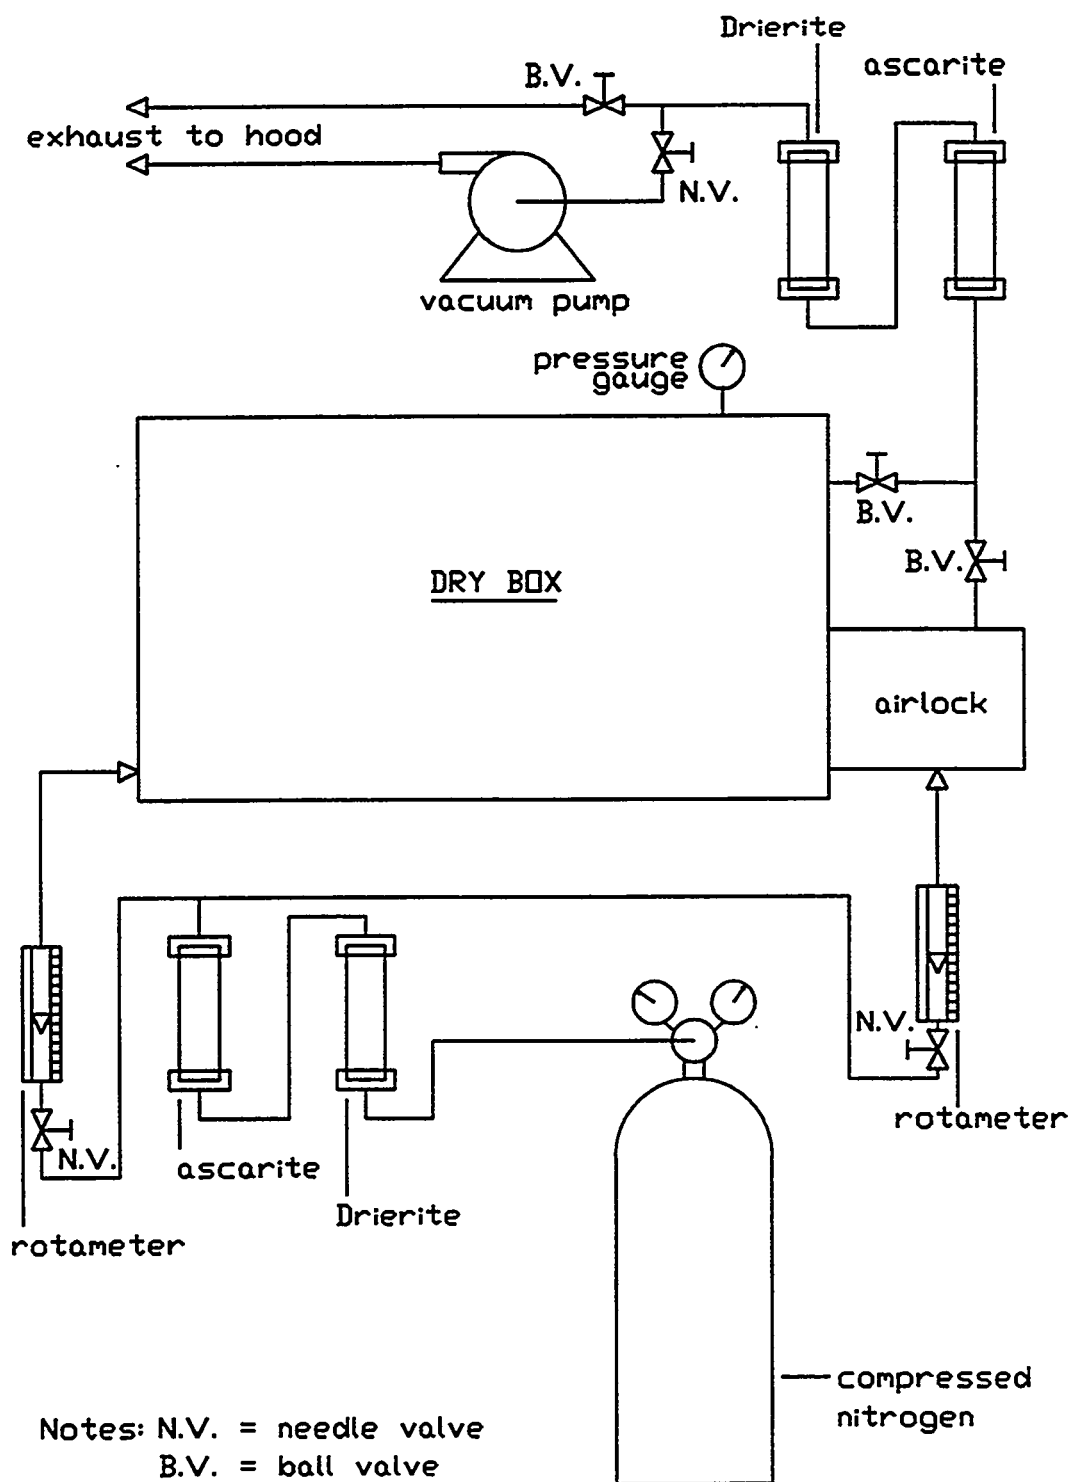 Drierite
ascarite
B.V.
exhaust to hood
N.V.
vacuum pump
pressure
gauge
B.V.
B.V.
DRY BOX
airlock
N.V.
rotameter
N.V.
ascarite
Drierite
rotameter
compressed
nitrogen
Notes: N.V. = needle valve
B.V. = ball valve